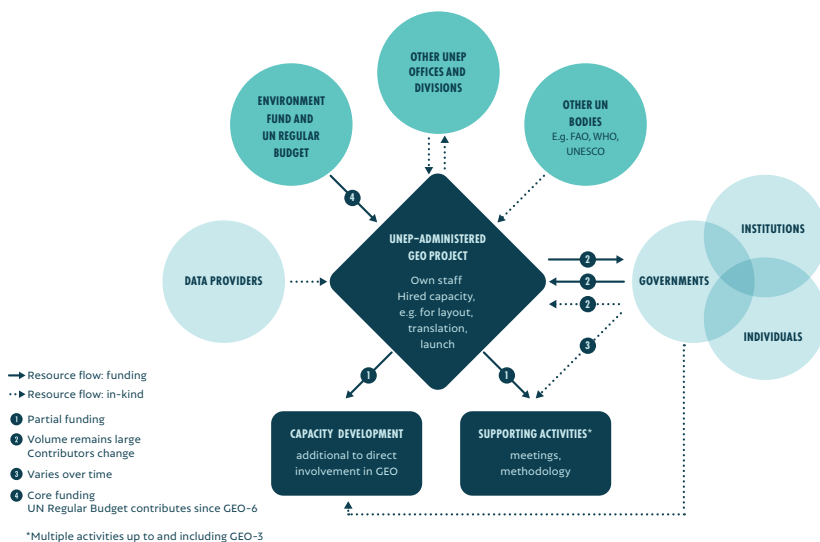 OTHER UNEP
OFFICES AND
DIVISIONS
ENVIRONMENT
FUND AND
UN REGULAR
BUDGET
OTHER UN
BODIES
E.g. FAO, WHO,
UNESCO
4
UNEP-ADMINISTERED
GEO PROJECT
Own staff
Hired capacity,
e.g. for layout,
translation,
launch
DATA PROVIDERS
2
2
2
3
GOVERNMENTS
INSTITUTIONS
INDIVIDUALS
1
1
CAPACITY DEVELOPMENT
additional to direct
involvement in GEO
SUPPORTING ACTIVITIES*
meetings,
methodology
Resource flow: funding
Resource flow: in-kind
1 Partial funding
2 Volume remains large
Contributors change
3 Varies over time
4 Core funding
UN Regular Budget contributes since GEO-6
*Multiple activities up to and including GEO-3